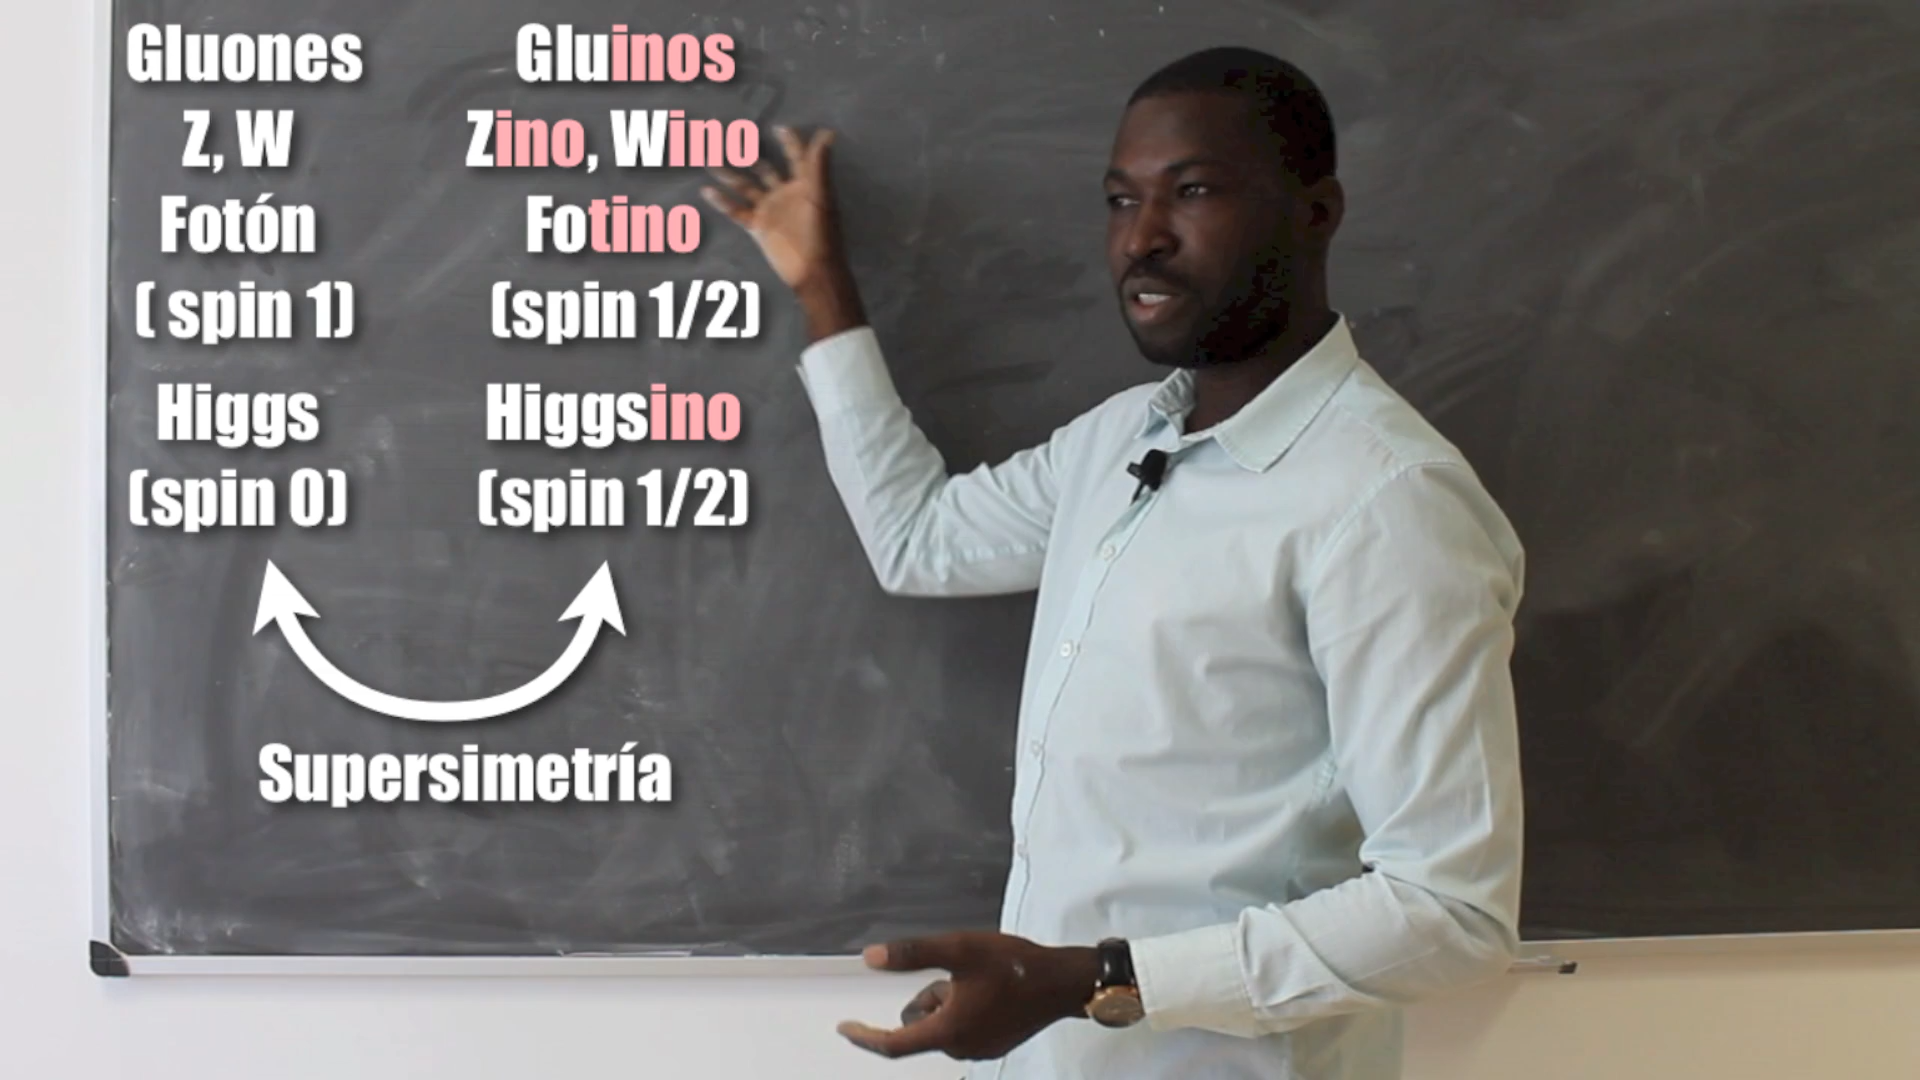 Gluones Gluinos
Z, W Zino, Wino
Fotón Fotino
( spin 1) (spin 1/2)
Higgs Higgsino
(spin 0) (spin 1/2)
Supersimetría